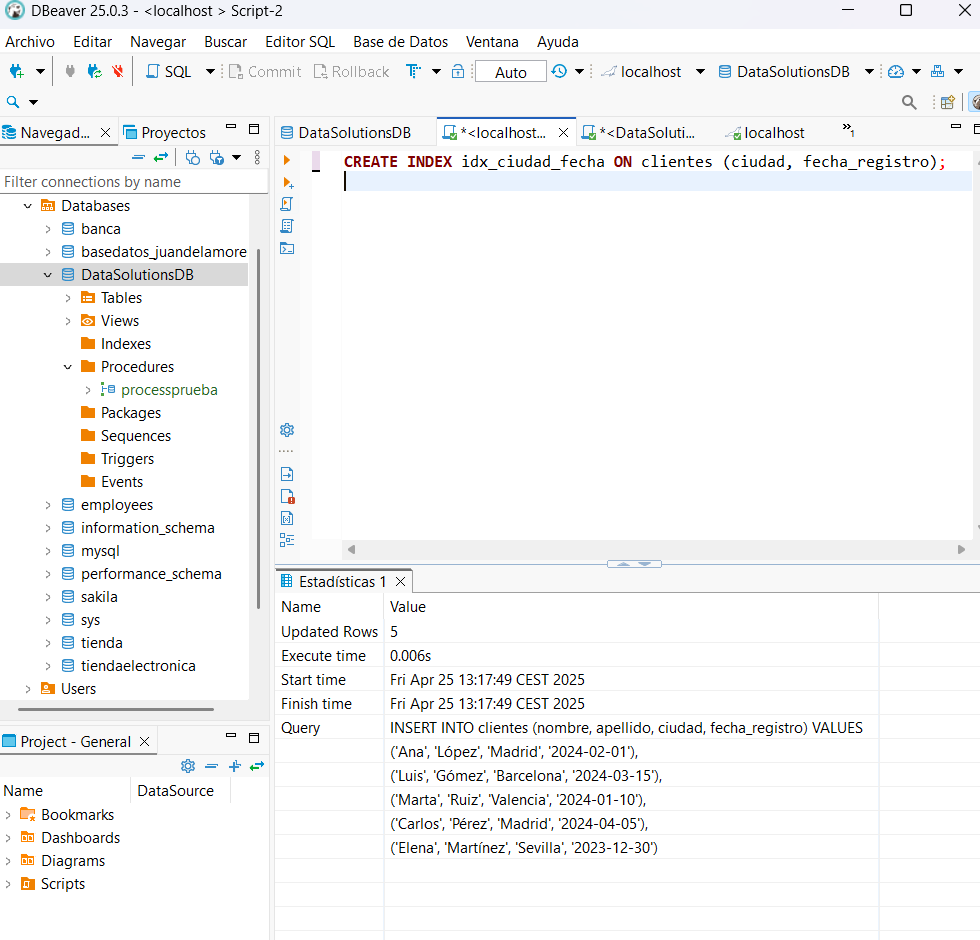 DBeaver 25.0.3 - <localhost > Script-2
Archivo Editar Navegar Buscar Editor SQL Base de Datos Ventana Ayuda
SQL Commit Rollback Auto localhost DataSolutionsDB
Navegad... Proyectos
Filter connections by name
Databases
banca
basedatos_juandelamore
DataSolutionsDB
Tables
Views
Indexes
Procedures
processprueba
Packages
Sequences
Triggers
Events
employees
information_schema
mysql
performance_schema
sakila
sys
tienda
tiendaelectronica
Users
Project - General
Name DataSource
Bookmarks
Dashboards
Diagrams
Scripts
DataSolutionsDB *<localhost... *<DataSoluti... localhost »1
CREATE INDEX idx_ciudad_fecha ON clientes (ciudad, fecha_registro);
Estadísticas 1
Name Value
Updated Rows 5
Execute time 0.006s
Start time Fri Apr 25 13:17:49 CEST 2025
Finish time Fri Apr 25 13:17:49 CEST 2025
Query INSERT INTO clientes (nombre, apellido, ciudad, fecha_registro) VALUES
('Ana', 'López', 'Madrid', '2024-02-01'),
('Luis', 'Gómez', 'Barcelona', '2024-03-15'),
('Marta', 'Ruiz', 'Valencia', '2024-01-10'),
('Carlos', 'Pérez', 'Madrid', '2024-04-05'),
('Elena', 'Martínez', 'Sevilla', '2023-12-30')